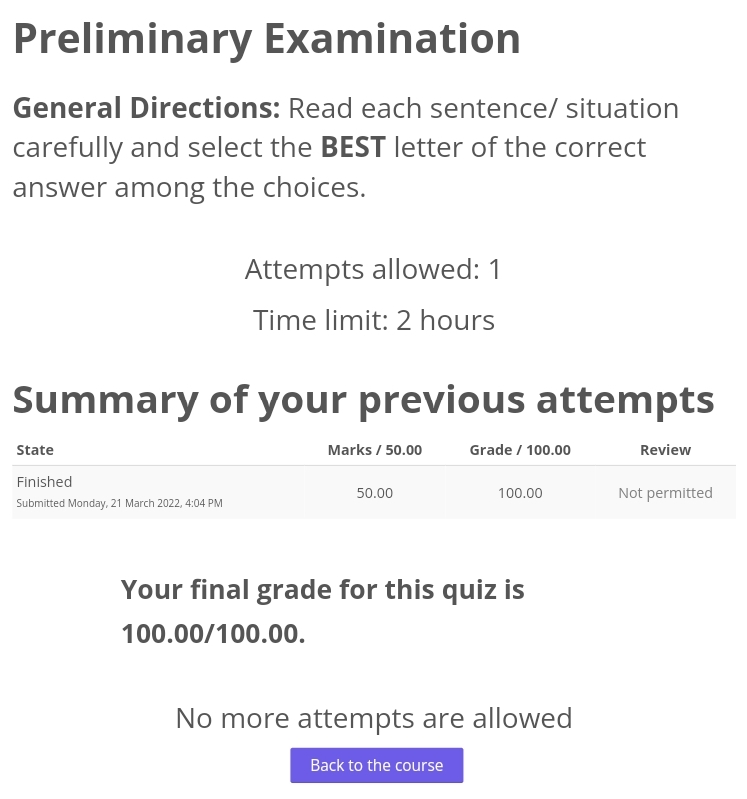 Preliminary Examination
General Directions: Read each sentence/ situation
carefully and select the BEST letter of the correct
answer among the choices.
Attempts allowed: 1
Time limit: 2 hours
Summary of your previous attempts
State Marks / 50.00 Grade / 100.00 Review
Finished
Submitted Monday, 21 March 2022, 4:04 PM
50.00 100.00 Not permitted
Your final grade for this quiz is
100.00/100.00.
No more attempts are allowed
Back to the course